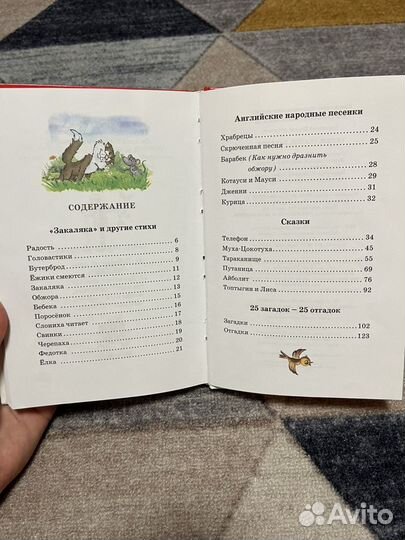 СОДЕРЖАНИЕ
«Закаляка» и другие стихи
Радость 6
Головастики 8
Бутерброд 9
Ёжики смеются 11
Закаляка 12
Обжора 13
Бебека 15
Поросёнок 16
Слониха читает 17
Свинки 18
Черепаха 19
Федотка 20
Ёлка 21
Английские народные песенки
Храбрецы 24
Скрюченная песня 25
Барабек (Как нужно дразнить
обжору) 28
Котауси и Мауси 29
Дженни 31
Курица 32
Сказки
Телефон 34
Муха-Цокотуха 45
Тараканище 55
Путаница 69
Айболит 76
Топтыгин и Лиса 92
25 загадок — 25 отгадок
Загадки 102
Отгадки 123
Avito